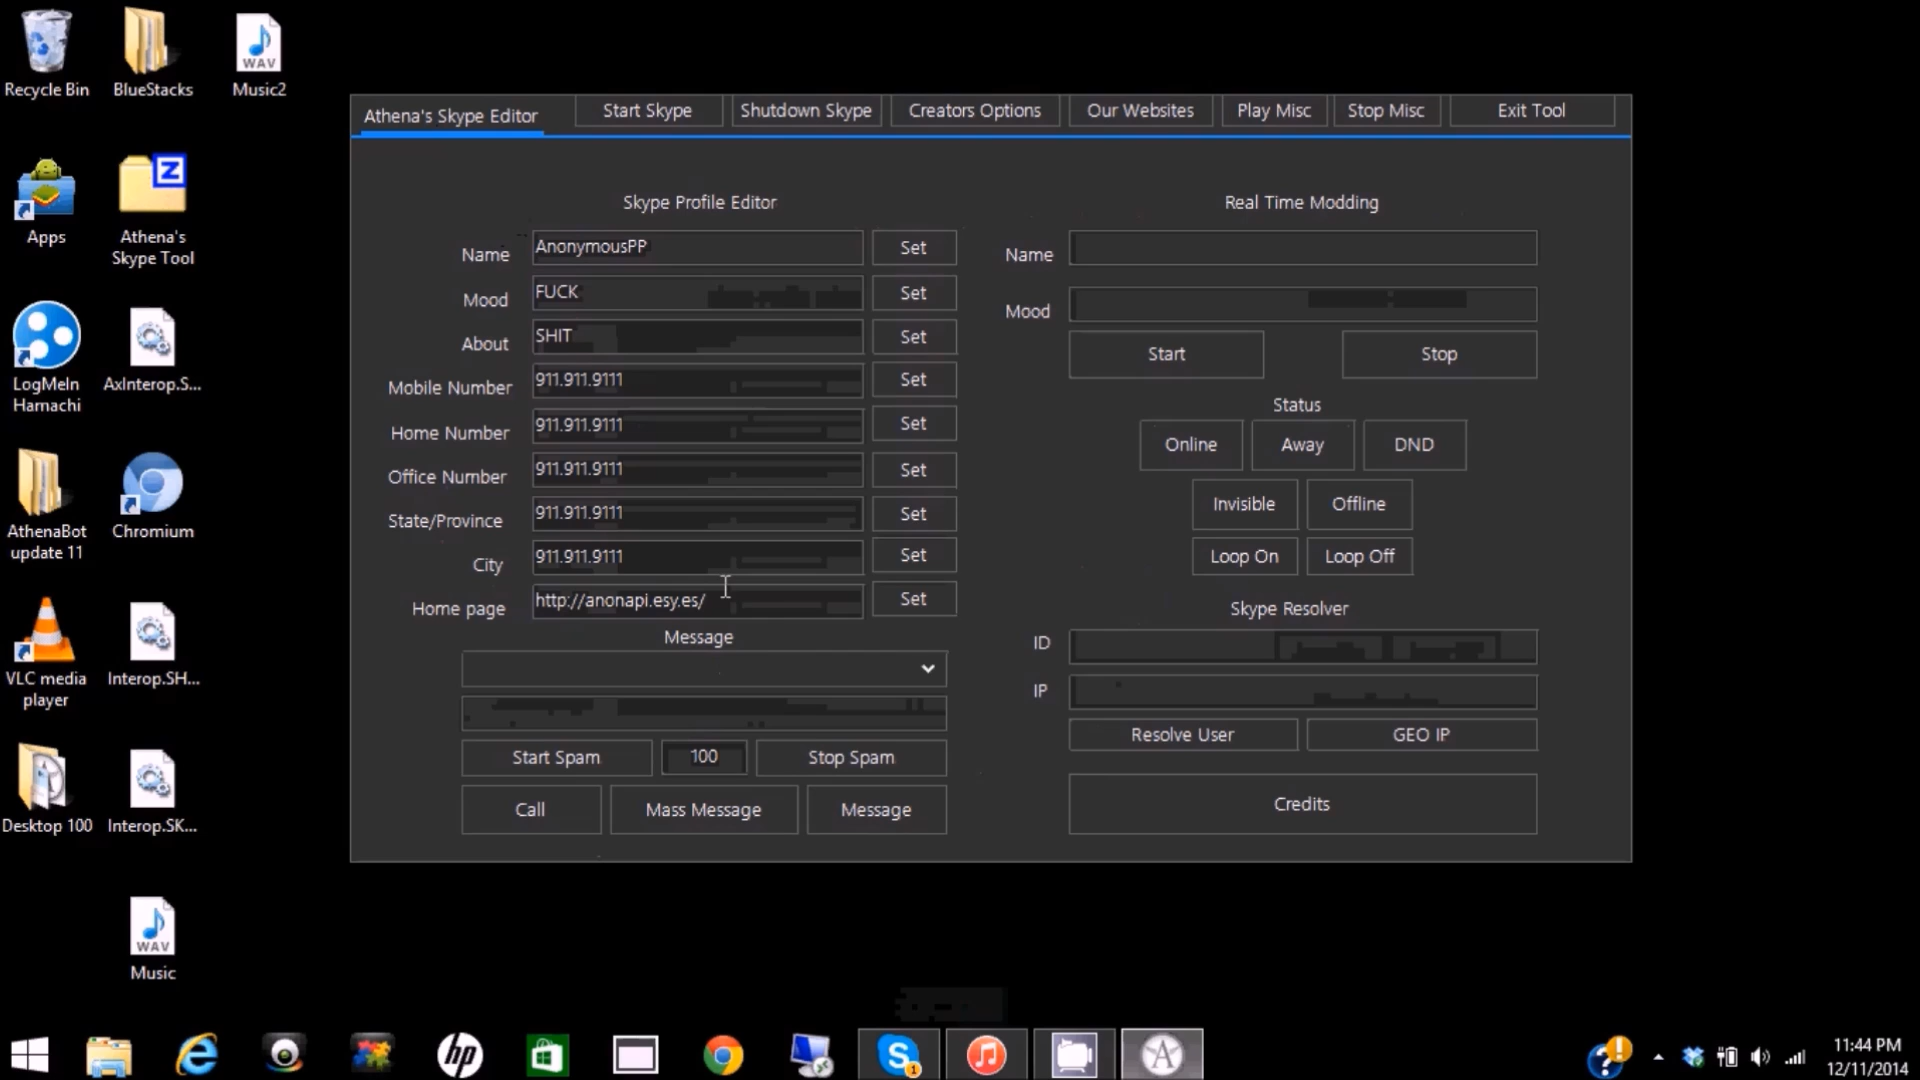 Recycle Bin
BlueStacks
Music2
Apps
Athena's
Skype Tool
LogMeIn
Hamachi
AxInterop.S...
AthenaBot
update 11
Chromium
VLC media
player
Interop.SH...
Desktop 100
Interop.SK...
WAV
Music
WAV
Athena's Skype Editor
Start Skype
Shutdown Skype
Creators Options
Our Websites
Play Misc
Stop Misc
Exit Tool
Skype Profile Editor
Name AnonymousPP Set
Mood FUCK Set
About SHIT Set
Mobile Number 911.911.9111 Set
Home Number 911.911.9111 Set
Office Number 911.911.9111 Set
State/Province 911.911.9111 Set
City 911.911.9111 Set
Home page http://anonapi.esy.es/ Set
Message
Start Spam 100 Stop Spam
Call Mass Message Message
Real Time Modding
Name
Mood
Start Stop
Status
Online Away DND
Invisible Offline
Loop On Loop Off
Skype Resolver
ID
IP
Resolve User GEO IP
Credits
hp
11:44 PM
12/11/2014